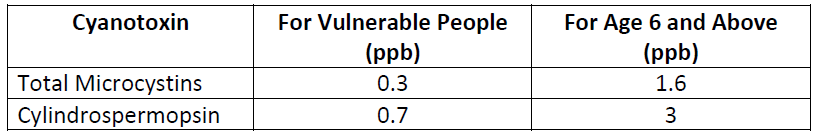 Cyanotoxin For Vulnerable People For Age 6 and Above
(ppb) (ppb)
Total Microcystins 0.3 1.6
Cylindrospermopsin 0.7 3